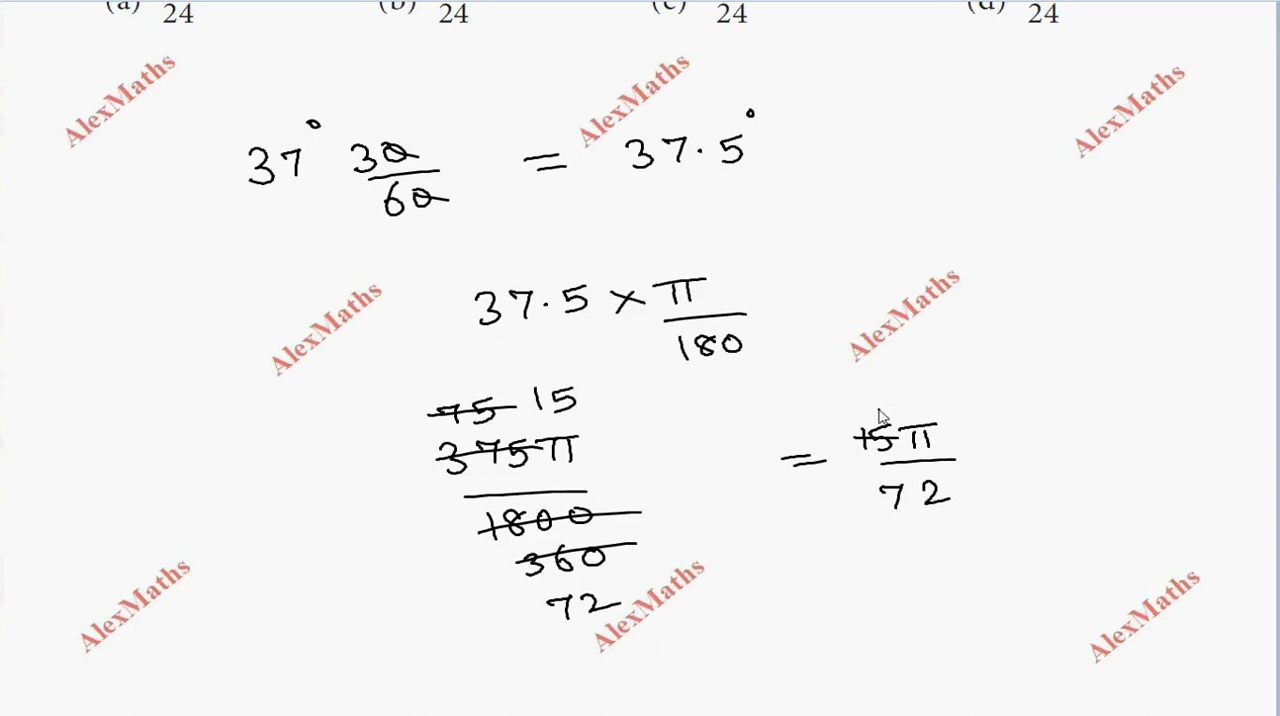 (a) 24 (b) 24 (c) 24 (d) 24
AlexMaths AlexMaths AlexMaths
37° 30/60 = 37.5°
37.5 × π/180
AlexMaths AlexMaths
75 15
375π
1800
360
72
= 15π/72
AlexMaths AlexMaths AlexMaths